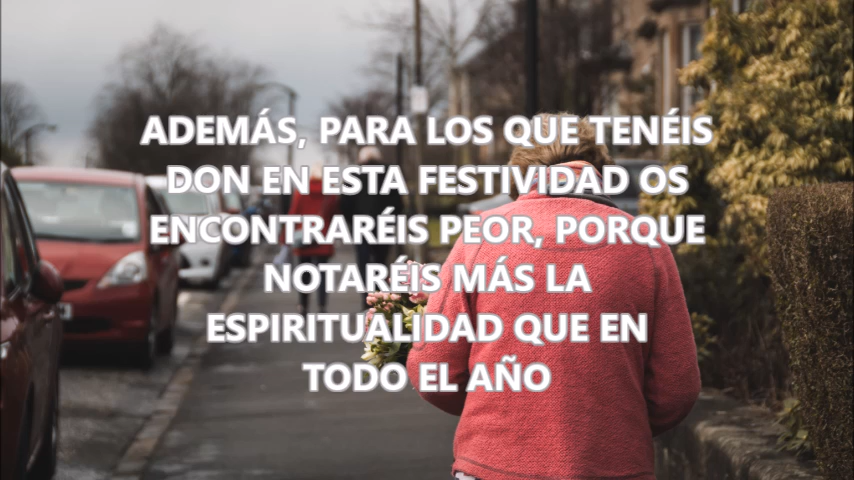 ADEMÁS, PARA LOS QUE TENÉIS
DON EN ESTA FESTIVIDAD OS
ENCONTRARÉIS PEOR, PORQUE
NOTARÉIS MÁS LA
ESPIRITUALIDAD QUE EN
TODO EL AÑO